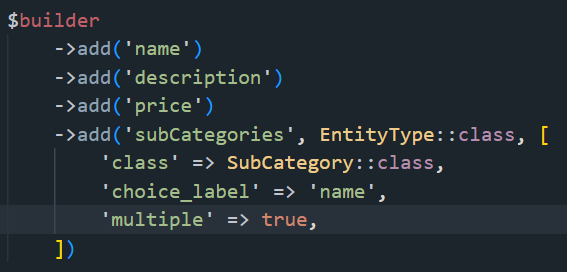 $builder
->add('name')
->add('description')
->add('price')
->add('subCategories', EntityType::class, [
'class' => SubCategory::class,
'choice_label' => 'name',
'multiple' => true,
])